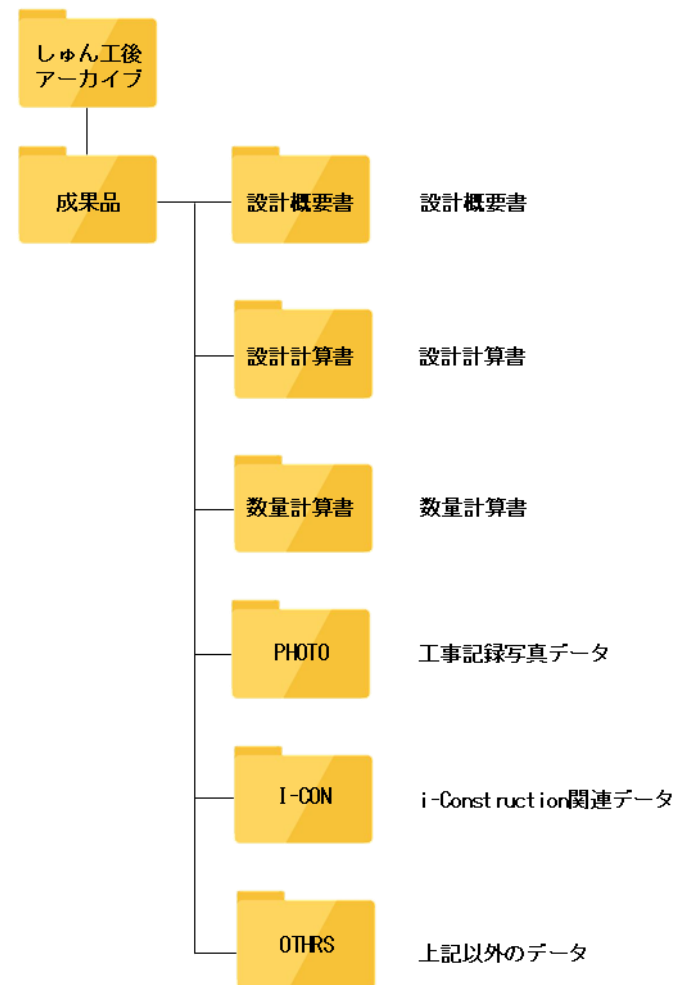 しゅん工後
アーカイブ
成果品
設計概要書 設計概要書
設計計算書 設計計算書
数量計算書 数量計算書
PHOTO 工事記録写真データ
I-CON i-Construction関連データ
OTHRS 上記以外のデータ